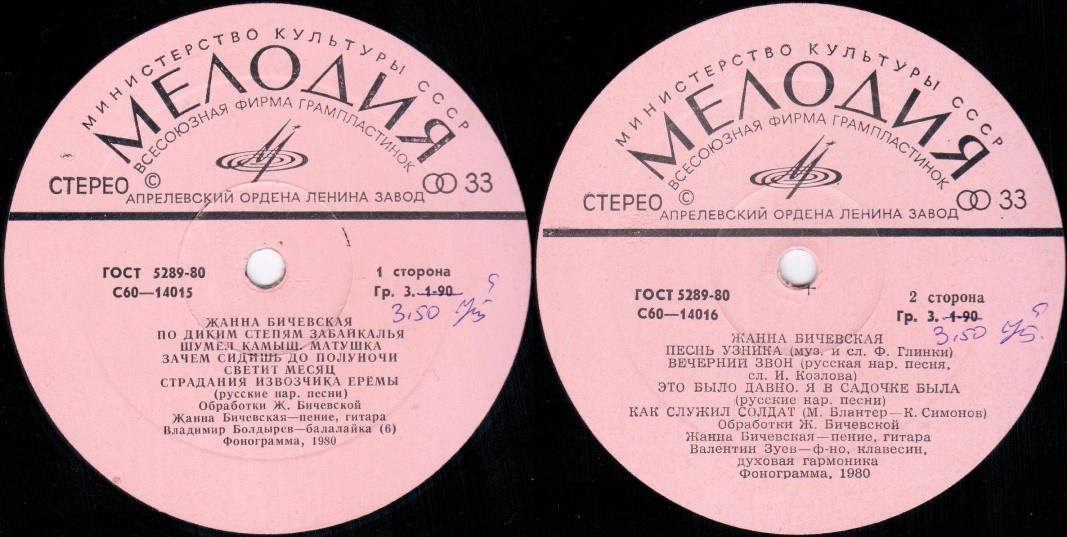 МИНИСТЕРСТВО КУЛЬТУРЫ СССР
МЕЛОДИЯ
ВСЕСОЮЗНАЯ ФИРМА ГРАМПЛАСТИНОК
СТЕРЕО © 33
АПРЕЛЕВСКИЙ ОРДЕНА ЛЕНИНА ЗАВОД
ГОСТ 5289-80 1 сторона
С60—14015 Гр. 3. 1-90
3.50
ЖАННА БИЧЕВСКАЯ
ПО ДИКИМ СТЕПЯМ ЗАБАЙКАЛЬЯ
ШУМЕЛ КАМЫШ. МАТУШКА
ЗАЧЕМ СИДИШЬ ДО ПОЛУНОЧИ
СВЕТИТ МЕСЯЦ
СТРАДАНИЯ ИЗВОЗЧИКА ЕРЁМЫ
(русские нар. песни)
Обработки Ж. Бичевской
Жанна Бичевская—пение, гитара
Владимир Болдырев—балалайка (6)
Фонограмма, 1980
МИНИСТЕРСТВО КУЛЬТУРЫ СССР
МЕЛОДИЯ
ВСЕСОЮЗНАЯ ФИРМА ГРАМПЛАСТИНОК
СТЕРЕО © 33
АПРЕЛЕВСКИЙ ОРДЕНА ЛЕНИНА ЗАВОД
ГОСТ 5289-80 2 сторона
С60—14016 Гр. 3. 1-90
3.50
ЖАННА БИЧЕВСКАЯ
ПЕСНЬ УЗНИКА (муз. и сл. Ф. Глинки)
ВЕЧЕРНИЙ ЗВОН (русская нар. песня,
сл. И. Козлова)
ЭТО БЫЛО ДАВНО. Я В САДОЧКЕ БЫЛА
(русские нар. песни)
КАК СЛУЖИЛ СОЛДАТ (М. Блантер—К. Симонов)
Обработки Ж. Бичевской
Жанна Бичевская—пение, гитара
Валентин Зуев—ф-но, клавесин,
духовая гармоника
Фонограмма, 1980